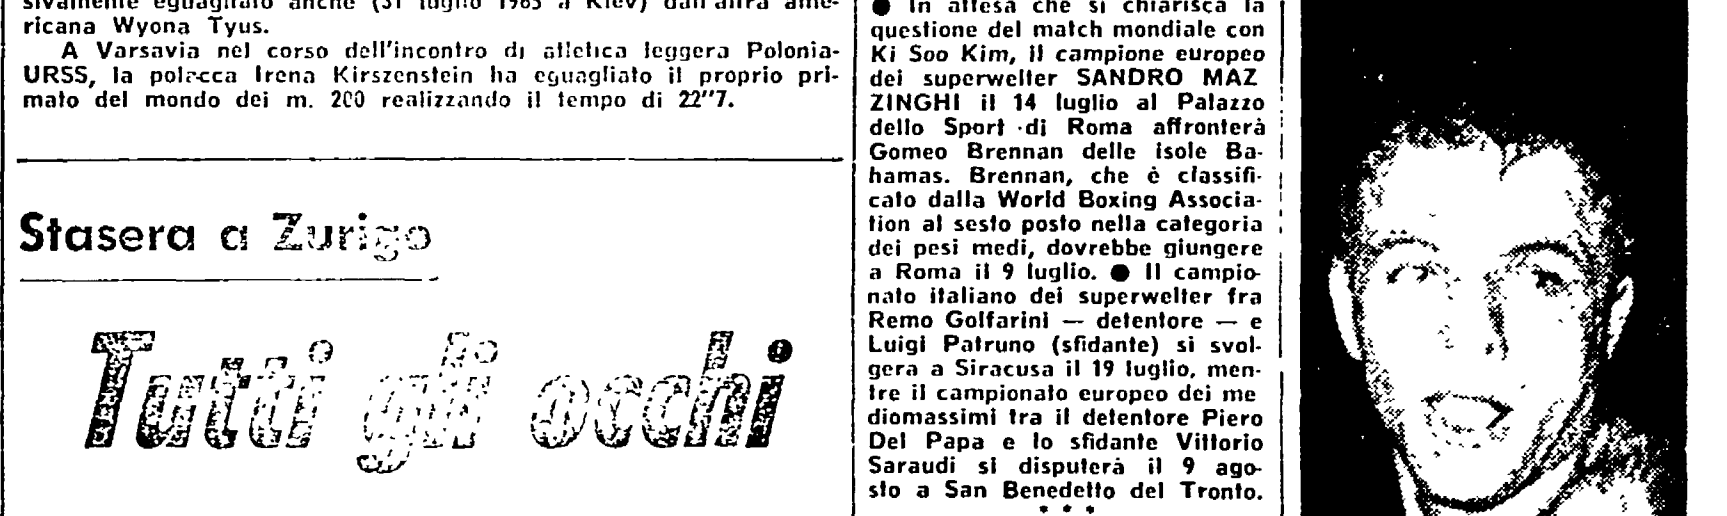 sivamente eguagliato anche (31 luglio 1965 a Kiev) dall'altra ame-
ricana Wyona Tyus.
A Varsavia nel corso dell'incontro di atletica leggera Polonia-
URSS, la polacca Irena Kirszenstein ha eguagliato il proprio pri-
mato del mondo dei m. 200 realizzando il tempo di 22"7.
Stasera a Zurigo
Tutti gli occhi
● In attesa che si chiarisca la
questione del match mondiale con
Ki Soo Kim, il campione europeo
dei superwelter SANDRO MAZ
ZINGHI il 14 luglio al Palazzo
dello Sport di Roma affronterà
Gomeo Brennan delle isole Ba-
hamas. Brennan, che è classifi-
cato dalla World Boxing Associa-
tion al sesto posto nella categoria
dei pesi medi, dovrebbe giungere
a Roma il 9 luglio. ● Il campio-
nato italiano dei superwelter fra
Remo Golfarini — detentore — e
Luigi Patruno (sfidante) si svol-
gerà a Siracusa il 19 luglio, men-
tre il campionato europeo dei me
diomassimi tra il detentore Piero
Del Papa e lo sfidante Vittorio
Saraudi si disputerà il 9 ago-
sto a San Benedetto del Tronto.
* * *